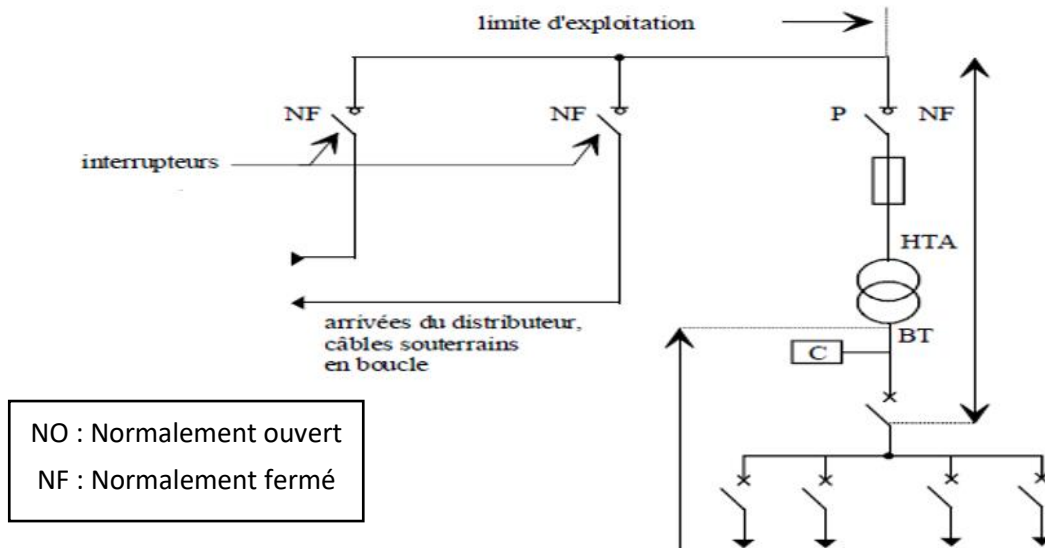 limite d'exploitation
NF
NF
P
NF
interrupteurs
HTA
arrivées du distributeur,
câbles souterrains
en boucle
BT
C
NO : Normalement ouvert
NF : Normalement fermé